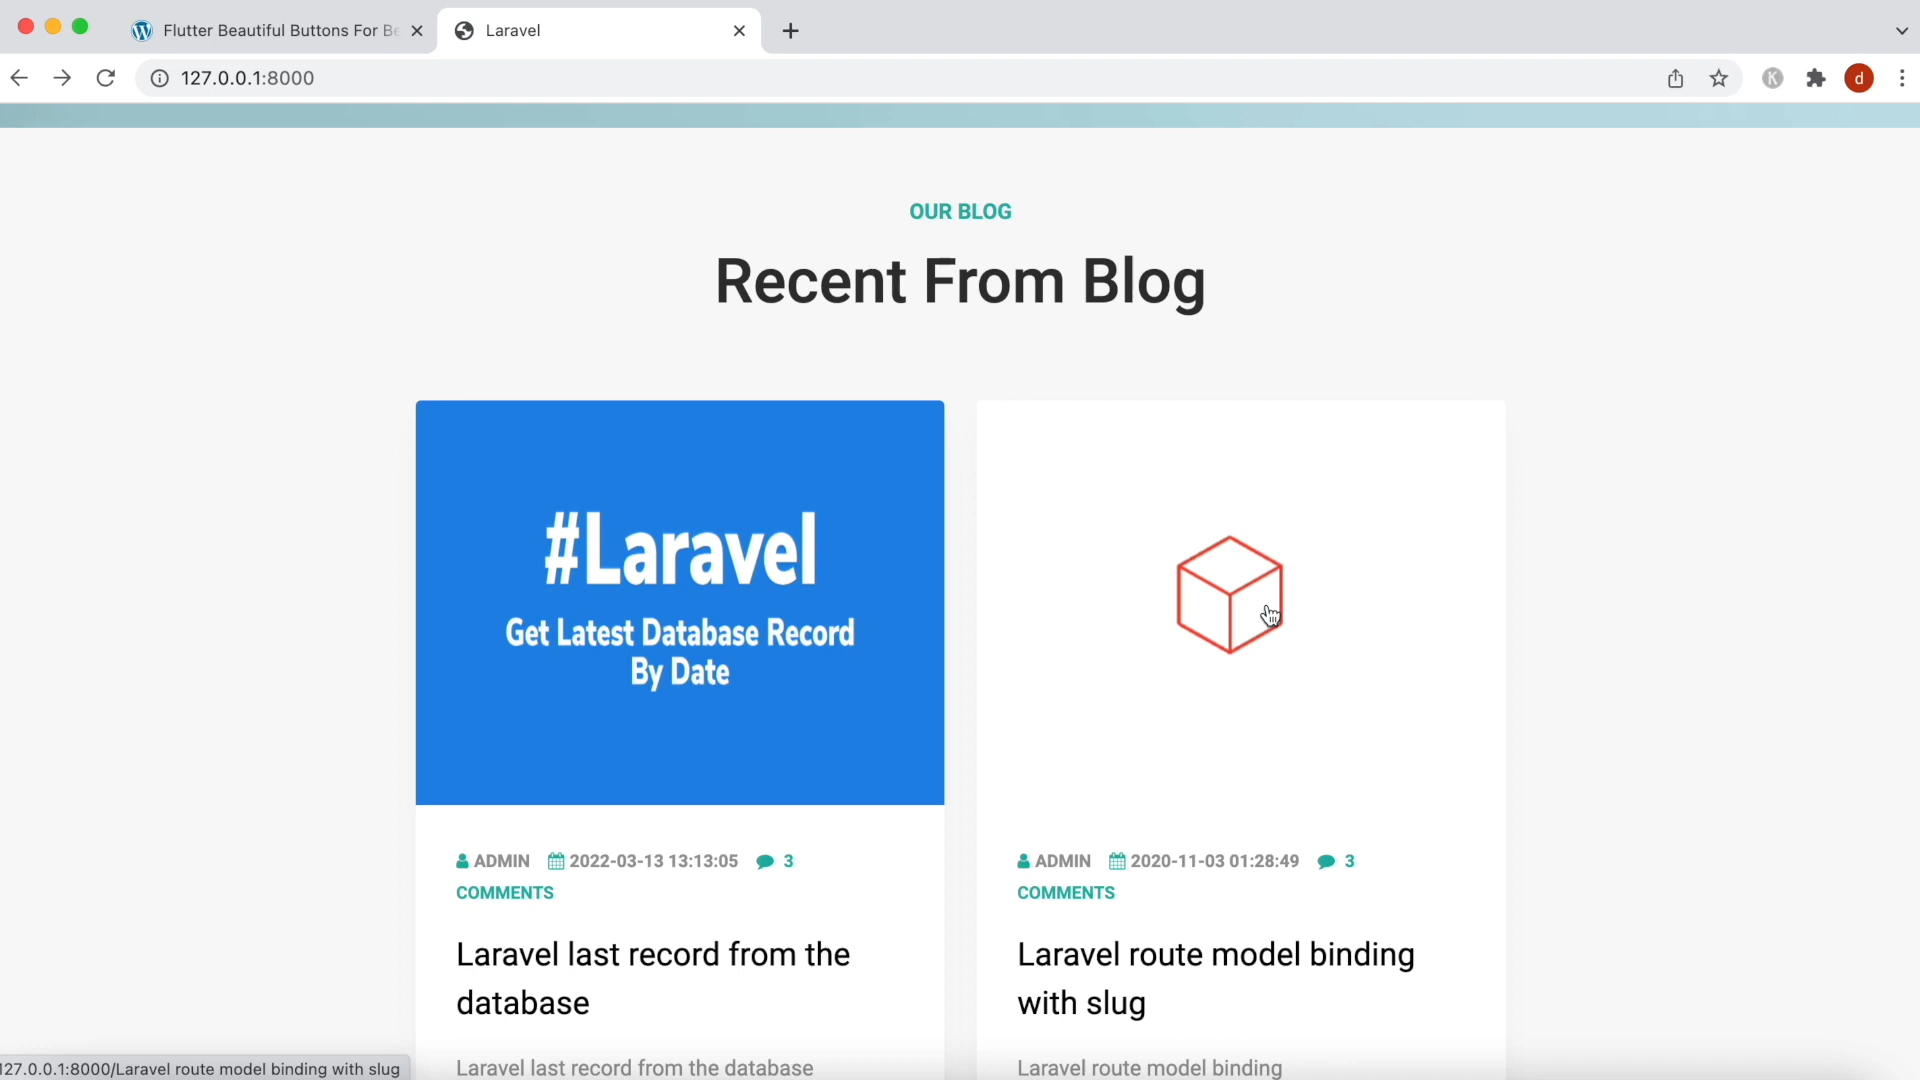 Flutter Beautiful Buttons For Be
Laravel
127.0.0.1:8000
K
d
OUR BLOG
Recent From Blog
#Laravel
Get Latest Database Record
By Date
ADMIN 2022-03-13 13:13:05 3
COMMENTS
Laravel last record from the
database
Laravel last record from the database
ADMIN 2020-11-03 01:28:49 3
COMMENTS
Laravel route model binding
with slug
Laravel route model binding
127.0.0.1:8000/Laravel route model binding with slug